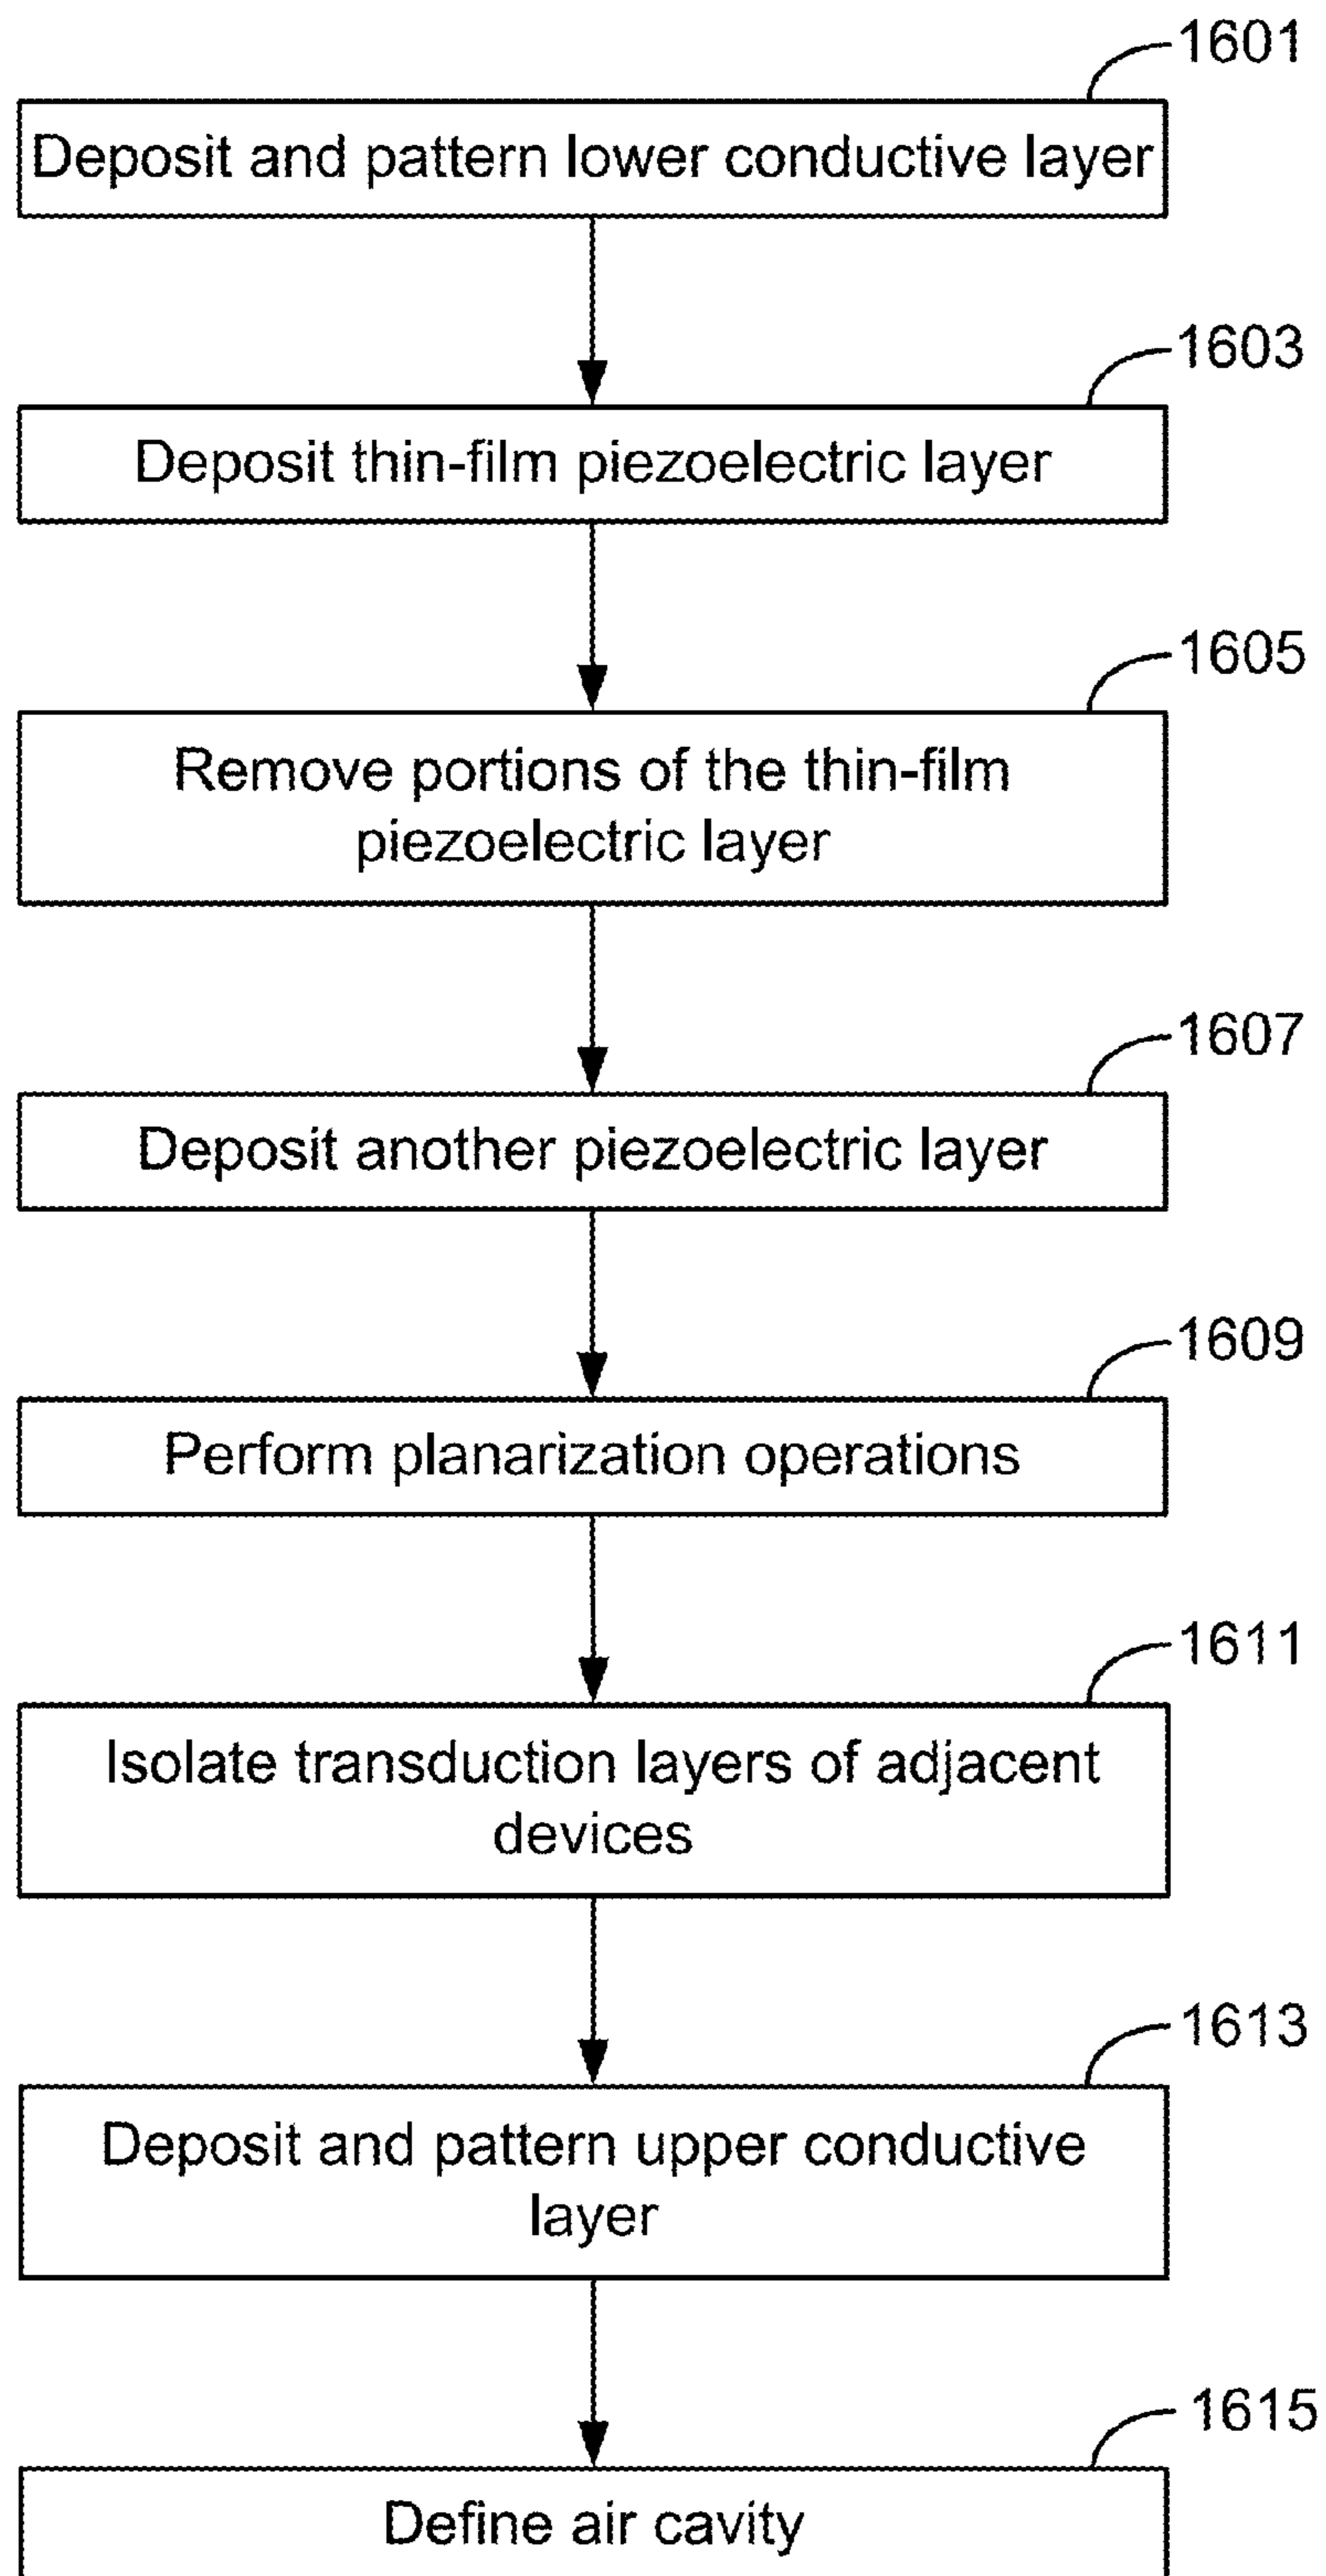 1601
Deposit and pattern lower conductive layer
1603
Deposit thin-film piezoelectric layer
1605
Remove portions of the thin-film
piezoelectric layer
1607
Deposit another piezoelectric layer
1609
Perform planarization operations
1611
Isolate transduction layers of adjacent
devices
1613
Deposit and pattern upper conductive
layer
1615
Define air cavity